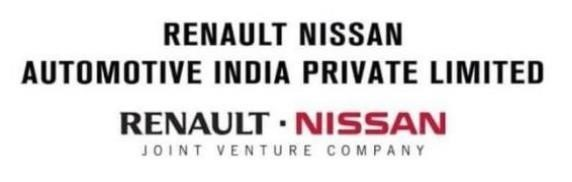 RENAULT NISSAN
AUTOMOTIVE INDIA PRIVATE LIMITED
RENAULT · NISSAN
JOINT VENTURE COMPANY